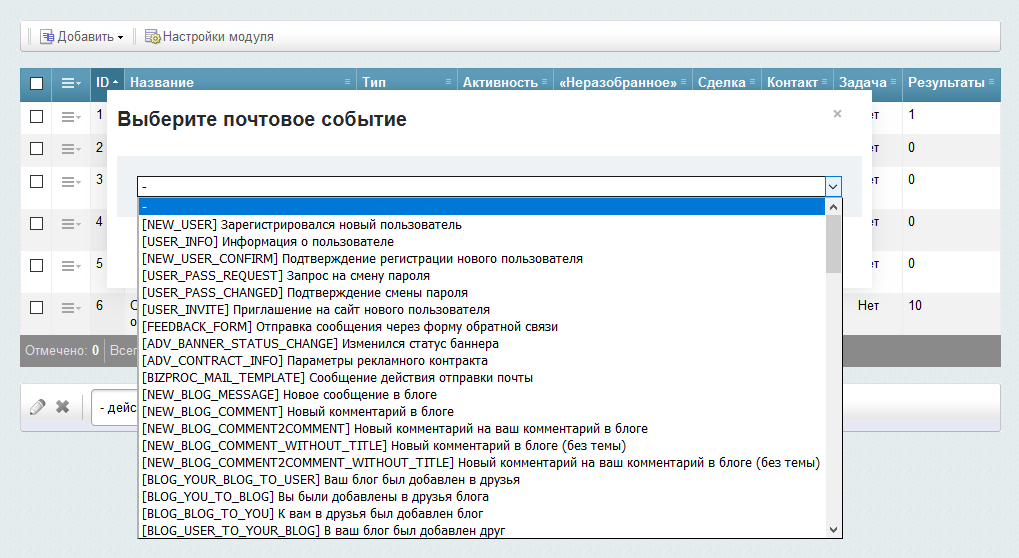 Добавить Настройки модуля
ID Название Тип Активность «Неразобранное» Сделка Контакт Задача Результаты
1 1
Выберите почтовое событие ×
2 0
3 0
-
-
4 0
[NEW_USER] Зарегистрировался новый пользователь
[USER_INFO] Информация о пользователе
[NEW_USER_CONFIRM] Подтверждение регистрации нового пользователя
5 0
[USER_PASS_REQUEST] Запрос на смену пароля
[USER_PASS_CHANGED] Подтверждение смены пароля
6 Нет 10
[USER_INVITE] Приглашение на сайт нового пользователя
[FEEDBACK_FORM] Отправка сообщения через форму обратной связи
[ADV_BANNER_STATUS_CHANGE] Изменился статус баннера
Отмечено: 0 Всег
[ADV_CONTRACT_INFO] Параметры рекламного контракта
[BIZPROC_MAIL_TEMPLATE] Сообщение действия отправки почты
[NEW_BLOG_MESSAGE] Новое сообщение в блоге
- дейс
[NEW_BLOG_COMMENT] Новый комментарий в блоге
[NEW_BLOG_COMMENT2COMMENT] Новый комментарий на ваш комментарий в блоге
[NEW_BLOG_COMMENT_WITHOUT_TITLE] Новый комментарий в блоге (без темы)
[NEW_BLOG_COMMENT2COMMENT_WITHOUT_TITLE] Новый комментарий на ваш комментарий в блоге (без темы)
[BLOG_YOUR_BLOG_TO_USER] Ваш блог был добавлен в друзья
[BLOG_YOU_TO_BLOG] Вы были добавлены в друзья блога
[BLOG_BLOG_TO_YOU] К вам в друзья был добавлен блог
[BLOG_USER_TO_YOUR_BLOG] В ваш блог был добавлен друг